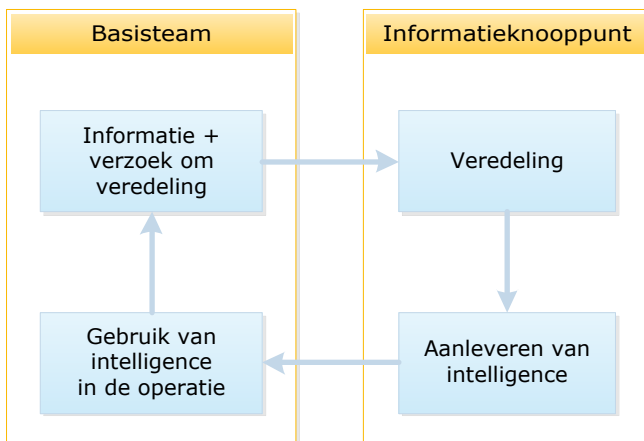 Basisteam
Informatieknooppunt
Informatie +
verzoek om
veredeling
Veredeling
Gebruik van
intelligence
in de operatie
Aanleveren van
intelligence